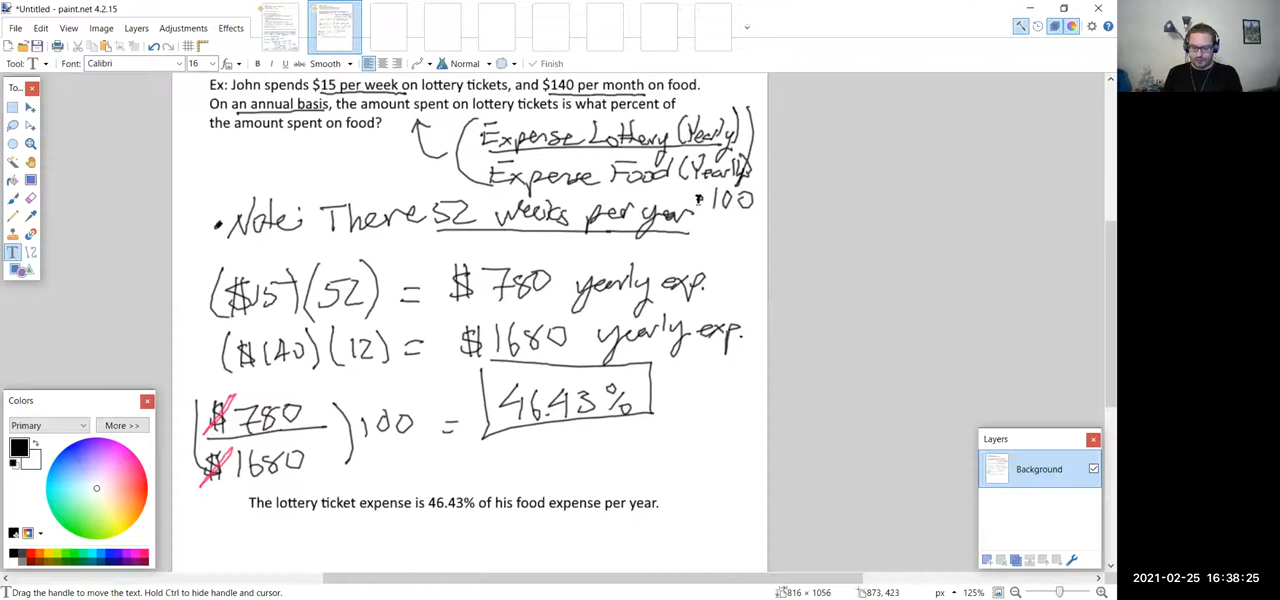 *Untitled - paint.net 4.2.15
File Edit View Image Layers Adjustments Effects
Tool: T Font: Calibri 16 B I U abc Smooth Normal Finish
To...
Ex: John spends $15 per week on lottery tickets, and $140 per month on food.
On an annual basis, the amount spent on lottery tickets is what percent of
the amount spent on food?
(Expense Lottery (Yearly))
Expense Food (Yearly)
·100
• Note: There 52 weeks per year
($15)(52) = $780 yearly exp.
($140)(12) = $1680 yearly exp.
($780
$1680)100 = 46.43%
The lottery ticket expense is 46.43% of his food expense per year.
Colors
Primary More >>
Layers
Background
Drag the handle to move the text. Hold Ctrl to hide handle and cursor.
816 × 1056
873, 423
px
125%
2021-02-25 16:38:25